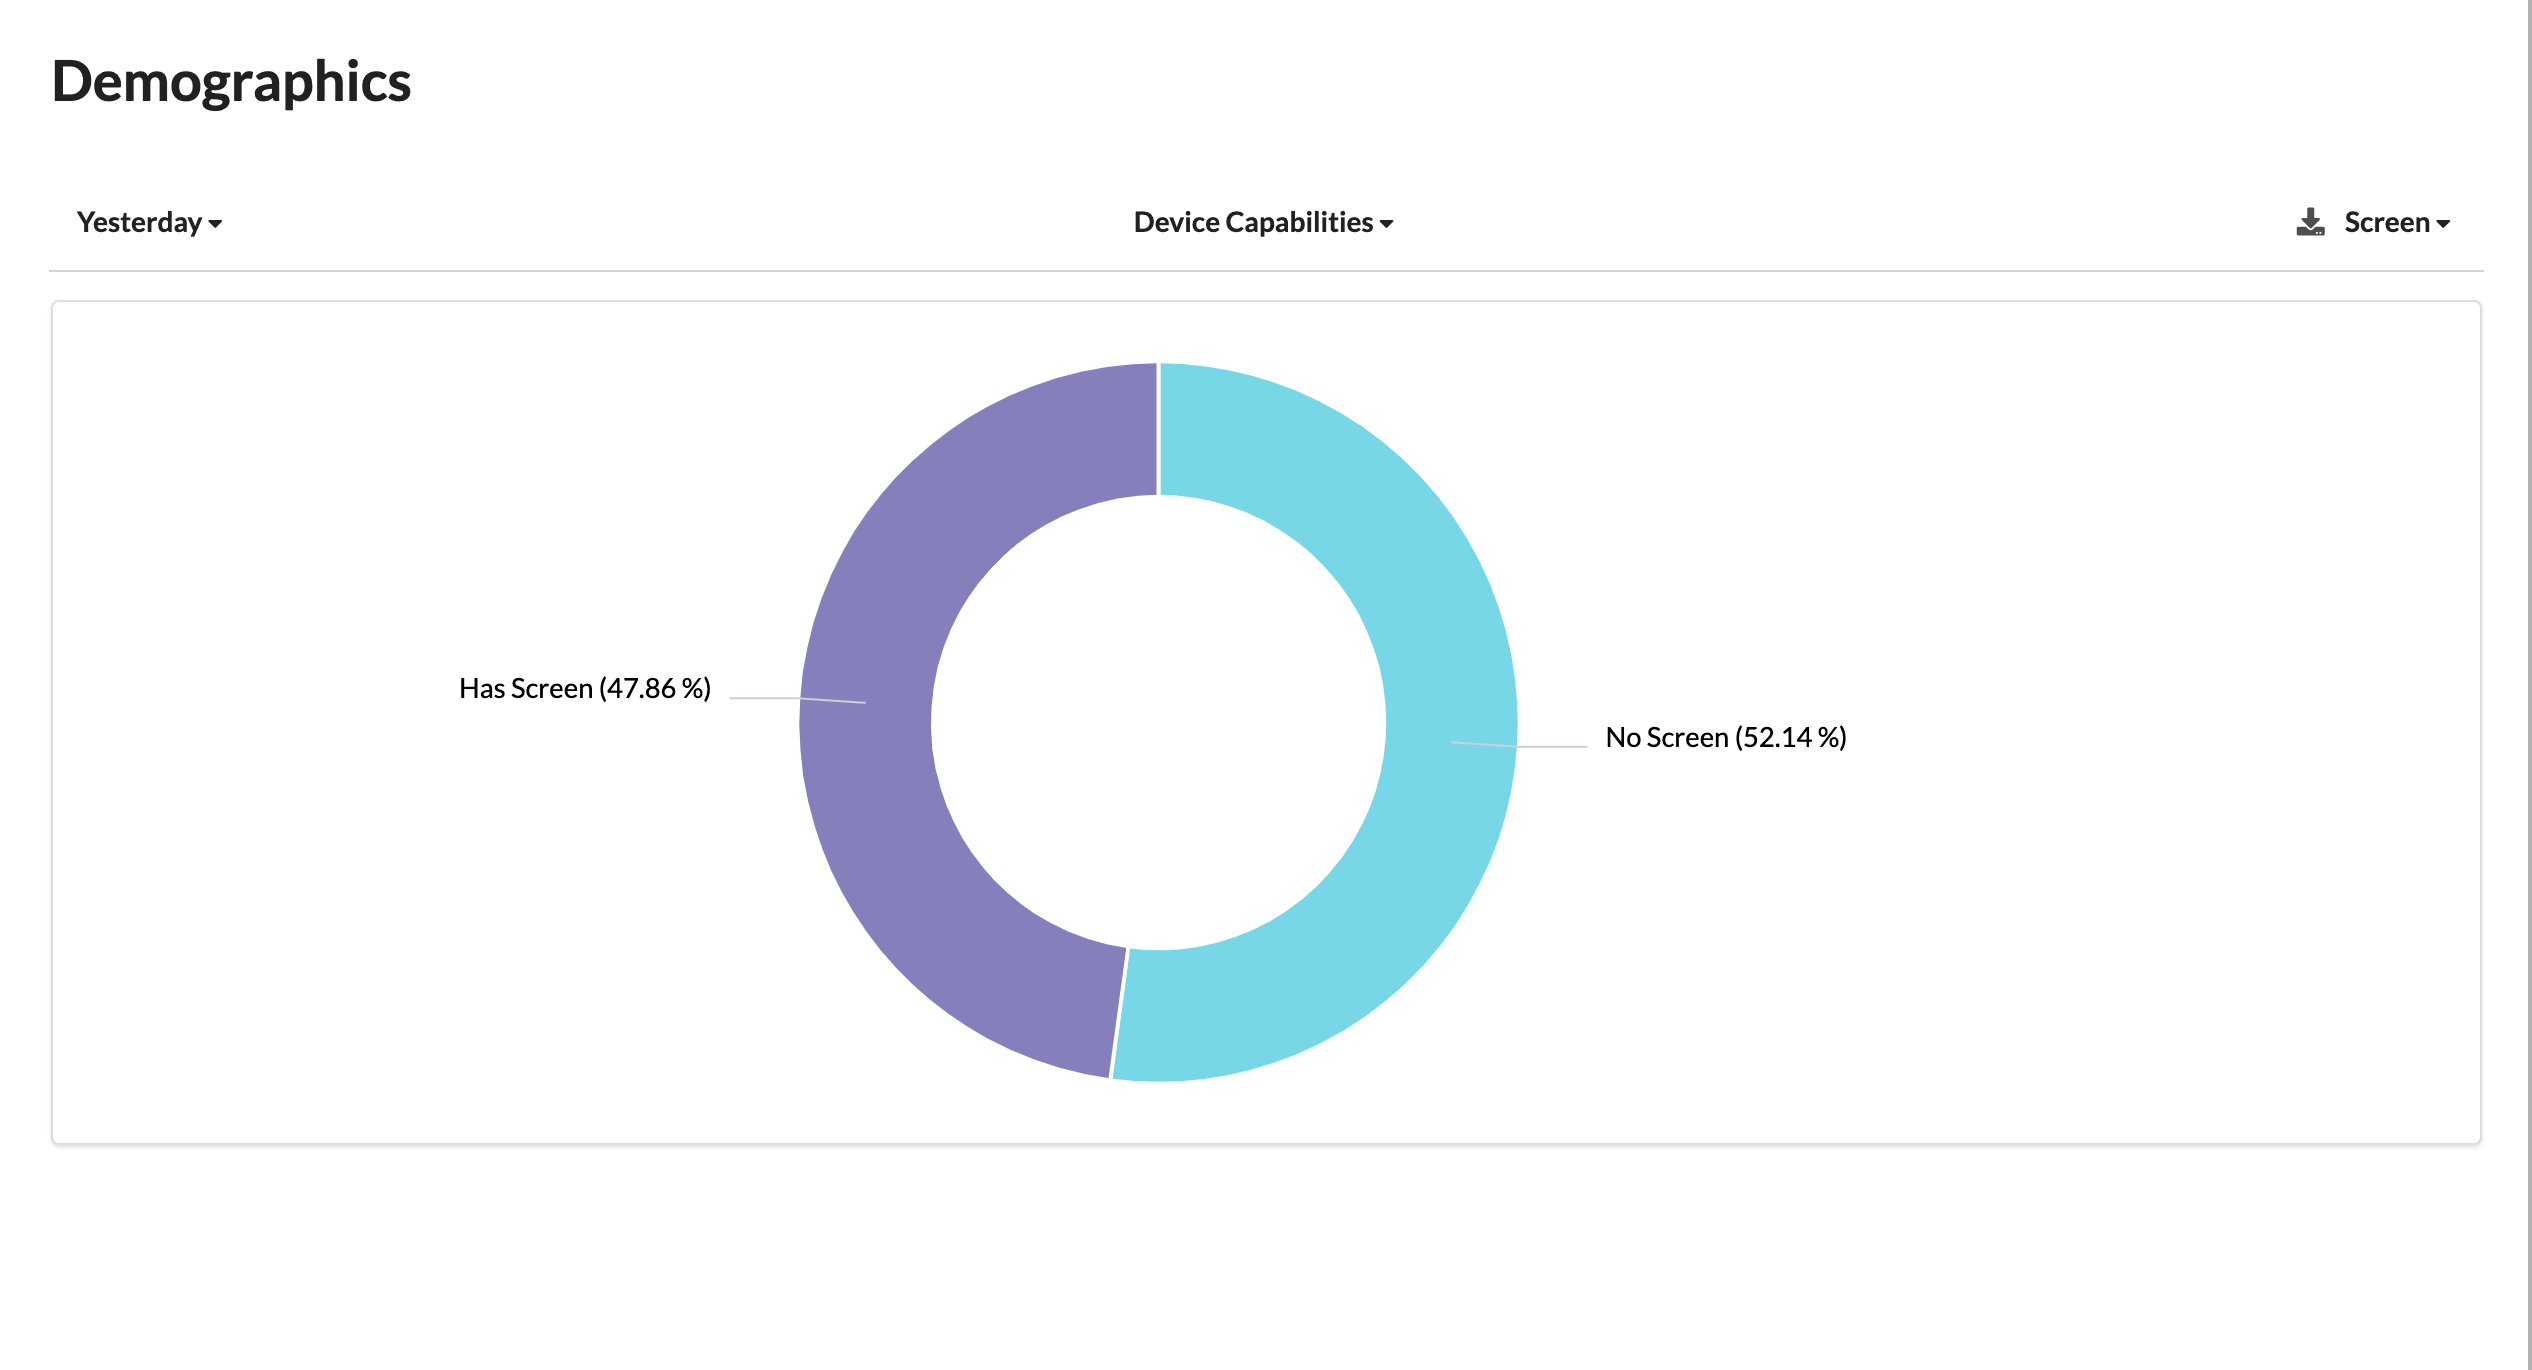 Demographics
Yesterday
Device Capabilities
Screen
Has Screen (47.86 %)
No Screen (52.14 %)